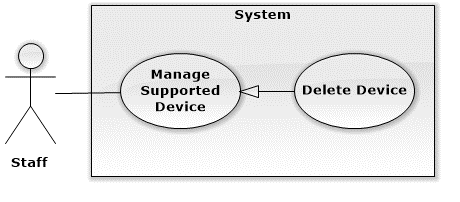 System
Manage
Supported
Device
Delete Device
Staff